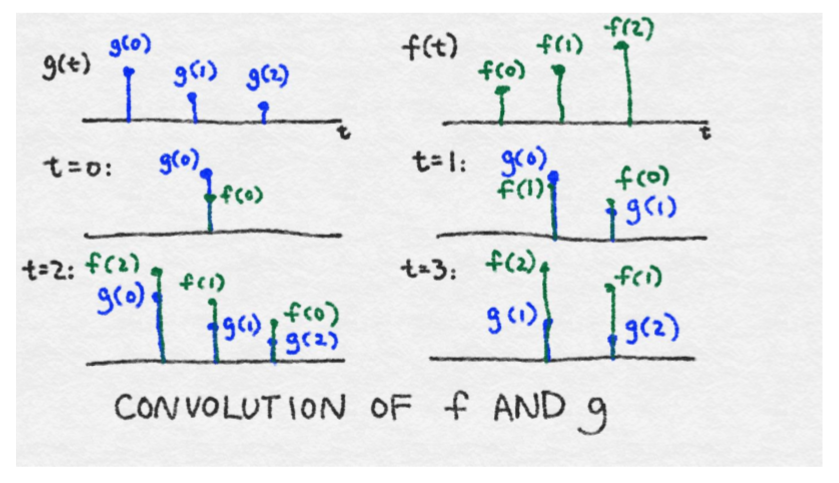 g(t) g(0) g(1) g(2) t
f(t) f(0) f(1) f(2) t
t=0: g(0) f(0)
t=1: g(0) f(1) f(0) g(1)
t=2: f(2) g(0) f(1) g(1) f(0) g(2)
t=3: f(2) g(1) f(1) g(2)
CONVOLUTION OF f AND g